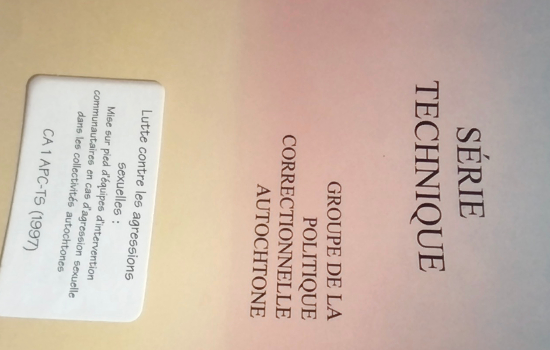 SÉRIE
TECHNIQUE
GROUPE DE LA
POLITIQUE
CORRECTIONNELLE
AUTOCHTONE
Lutte contre les agressions
sexuelles :
Mise sur pied d'équipes d'intervention
communautaires en cas d'agression sexuelle
dans les collectivités autochtones
CA 1 APC-TS (1997)